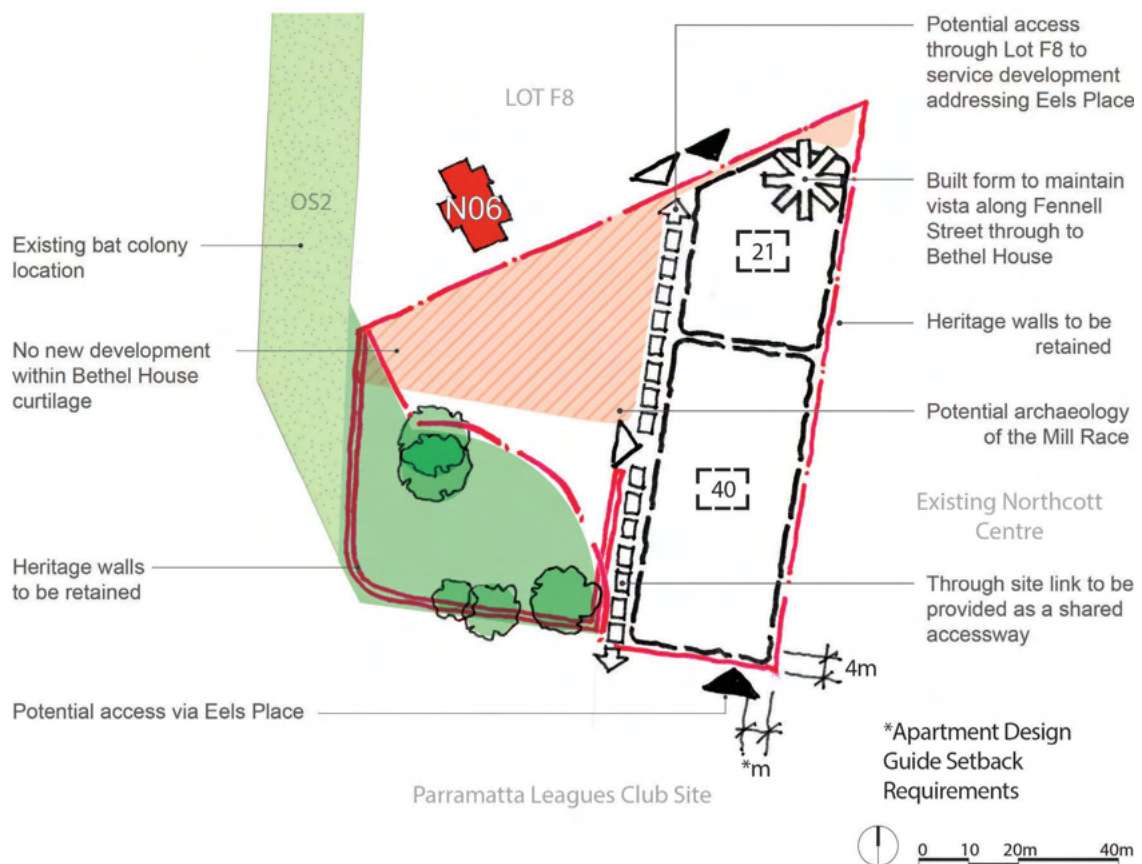 Potential access
through Lot F8 to
service development
addressing Eels Place
LOT F8
Built form to maintain
vista along Fennell
Street through to
Bethel House
OS2
N06
Existing bat colony
location
21
Heritage walls to be
retained
No new development
within Bethel House
curtilage
Potential archaeology
of the Mill Race
40
Existing Northcott
Centre
Heritage walls
to be retained
Through site link to be
provided as a shared
accessway
4m
Potential access via Eels Place
*m
*Apartment Design
Guide Setback
Requirements
Parramatta Leagues Club Site
0 10 20m 40m